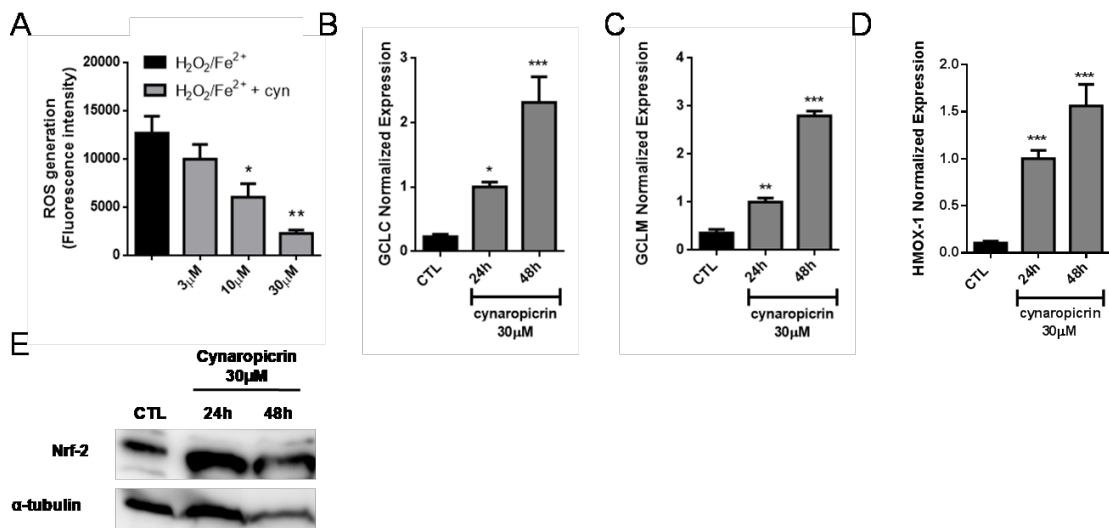 A
20000
15000
10000
5000
0
ROS generation
(Fluorescence intensity)
H₂O₂/Fe²⁺
H₂O₂/Fe²⁺ + cyn
*
**
3μM
10μM
30μM
B
GCLC Normalized Expression
3
2
1
0
*
***
CTL
24h
48h
cynaropicrin
30μM
C
GCLM Normalized Expression
4
3
2
1
0
**
***
CTL
24h
48h
cynaropicrin
30μM
D
HMOX-1 Normalized Expression
2.0
1.5
1.0
0.5
0.0
***
***
CTL
24h
48h
cynaropicrin
30μM
E
Cynaropicrin
30μM
CTL 24h 48h
Nrf-2
α-tubulin